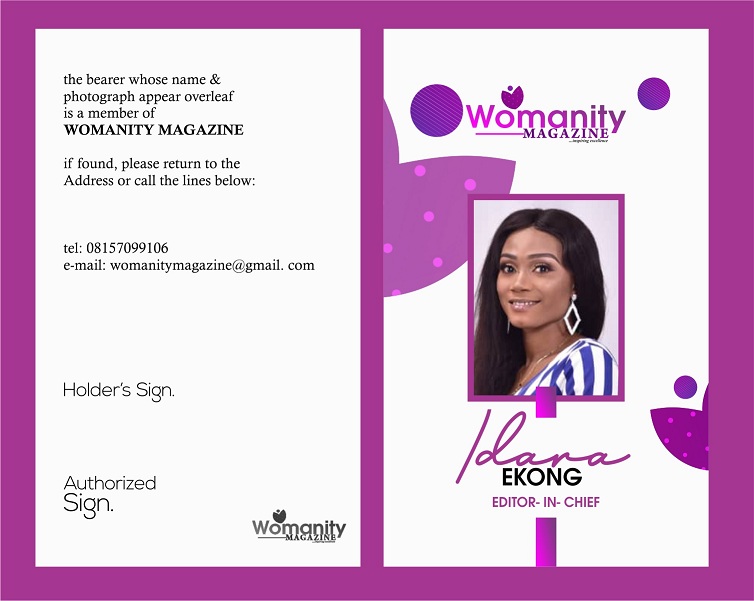 the bearer whose name &
photograph appear overleaf
is a member of
WOMANITY MAGAZINE
if found, please return to the
Address or call the lines below:
tel: 08157099106
e-mail: womanitymagazine@gmail. com
Holder's Sign.
Authorized
Sign.
Womanity
MAGAZINE
...inspiring excellence
Womanity
MAGAZINE
...inspiring excellence
Idara
EKONG
EDITOR- IN- CHIEF